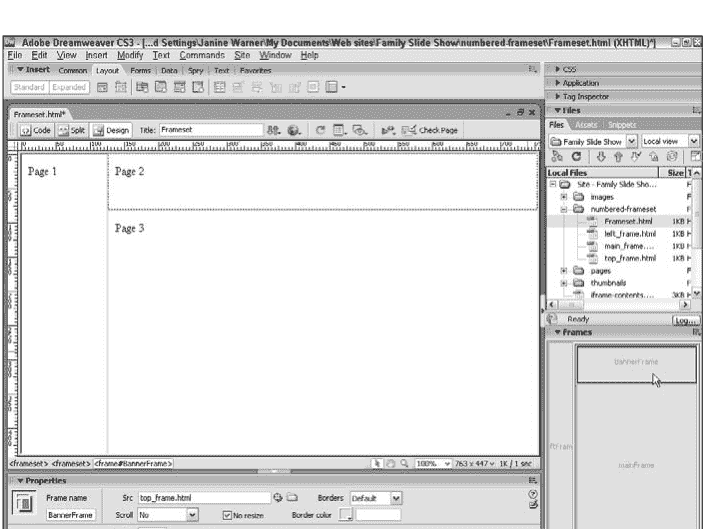 Adobe Dreamweaver CS3 - [...d Settings\Janine Warner\My Documents\Web sites\Family Slide Show\numbered-frameset\Frameset.html (XHTML)*]
File Edit View Insert Modify Text Commands Site Window Help
Insert Common Layout Forms Data Spry Text Favorites
Standard Expanded
Frameset.html*
Code Split Design Title: Frameset Check Page
Page 1
Page 2
Page 3
<frameset> <frameset> <frame#BannerFrame> 100% 763 x 447 1K / 1 sec
Properties
Frame name Src top_frame.html Borders Default
BannerFrame Scroll No No resize Border color
CSS
Application
Tag Inspector
Files
Files Assets Snippets
Family Slide Show Local view
Local Files Size
Site - Family Slide Sho...
images
numbered-frameset
Frameset.html 1KB
left_frame.html 1KB
main_frame.... 1KB
top_frame.html 1KB
pages
thumbnails
iframe-contents.... 3KB
Ready Log...
Frames
BannerFrame
mainFrame